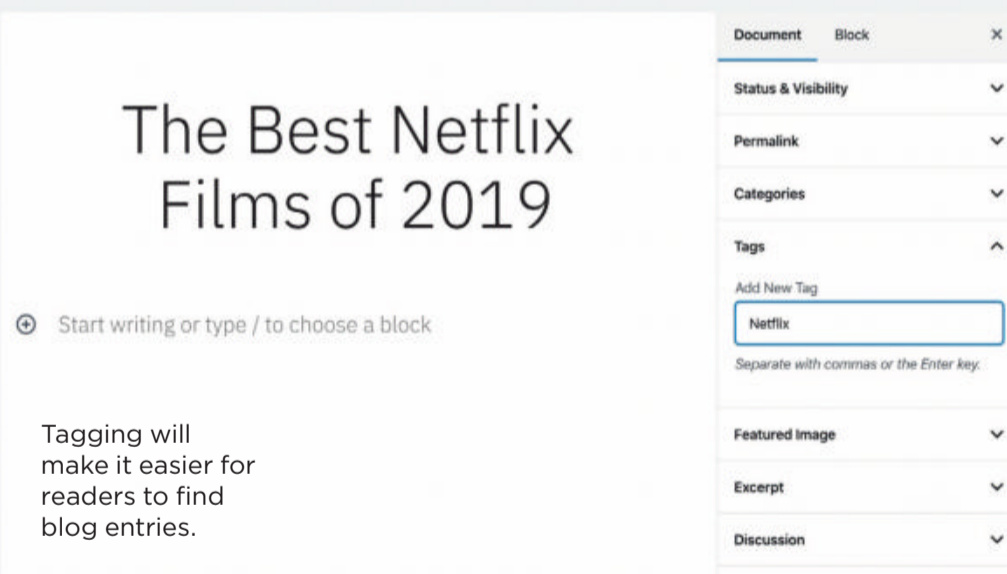 Document Block ×
Status & Visibility
The Best Netflix
Films of 2019
Permalink
Categories
Tags
Add New Tag
Netflix
Separate with commas or the Enter key.
Start writing or type / to choose a block
Tagging will
make it easier for
readers to find
blog entries.
Featured Image
Excerpt
Discussion